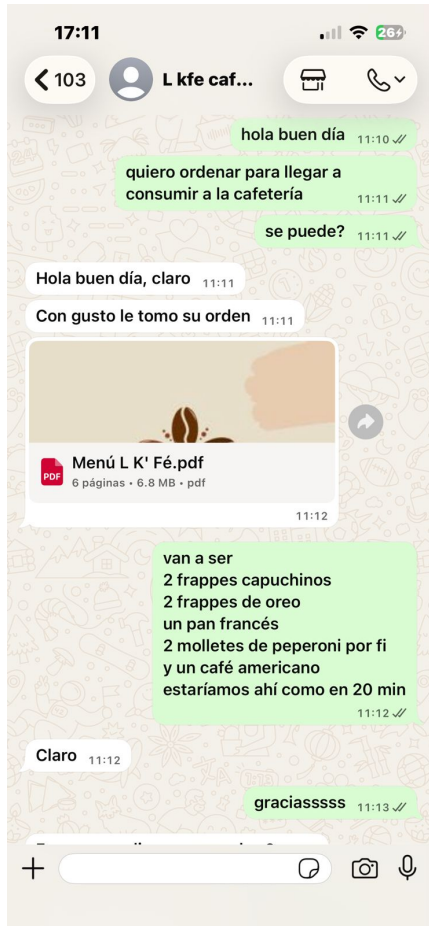 17:11
26
103
L kfe caf...
hola buen día 11:10
quiero ordenar para llegar a
consumir a la cafetería 11:11
se puede? 11:11
Hola buen día, claro 11:11
Con gusto le tomo su orden 11:11
PDF
Menú L K' Fé.pdf
6 páginas • 6.8 MB • pdf
11:12
van a ser
2 frappes capuchinos
2 frappes de oreo
un pan francés
2 molletes de peperoni por fi
y un café americano
estaríamos ahí como en 20 min
11:12
Claro 11:12
graciasssss 11:13